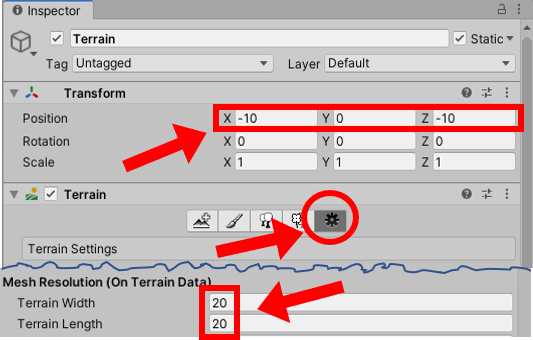 Inspector
Terrain Static
Tag Untagged Layer Default
Transform
Position X -10 Y 0 Z -10
Rotation X 0 Y 0 Z 0
Scale X 1 Y 1 Z 1
Terrain
Terrain Settings
Mesh Resolution (On Terrain Data)
Terrain Width 20
Terrain Length 20